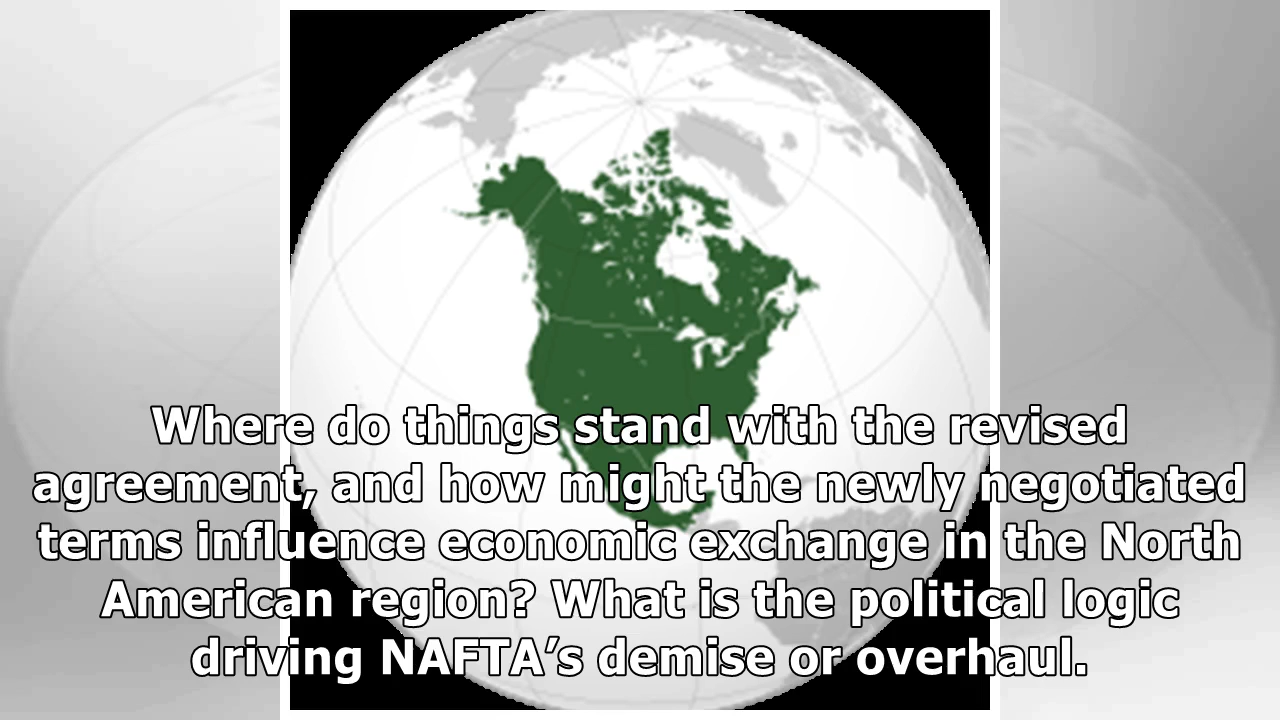 Where do things stand with the revised
agreement, and how might the newly negotiated
terms influence economic exchange in the North
American region? What is the political logic
driving NAFTA’s demise or overhaul.